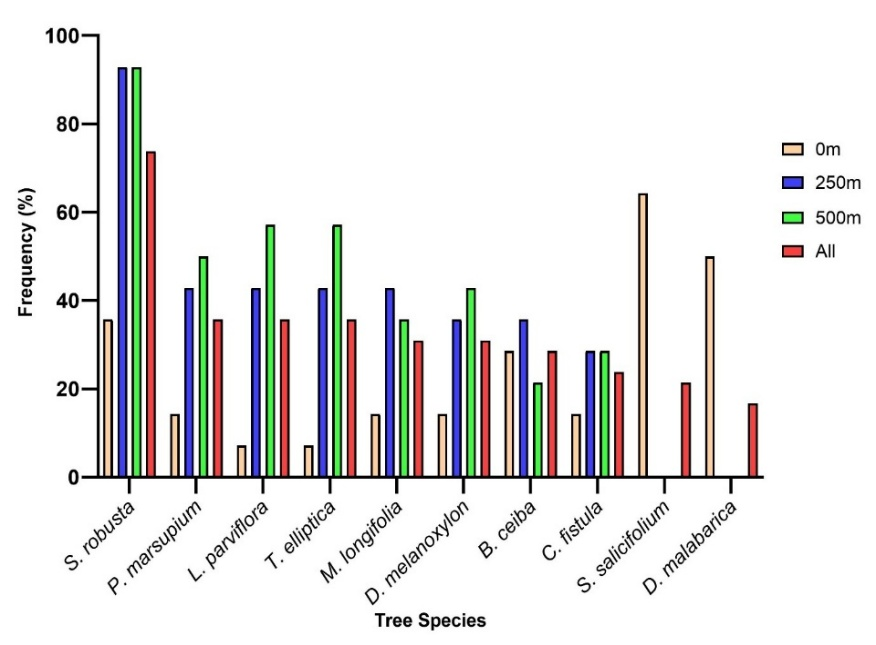 100
80
60
40
20
0
Frequency (%)
0m
250m
500m
All
S. robusta
P. marsupium
L. parviflora
T. elliptica
M. longifolia
D. melanoxylon
B. ceiba
C. fistula
S. salicifolium
D. malabarica
Tree Species